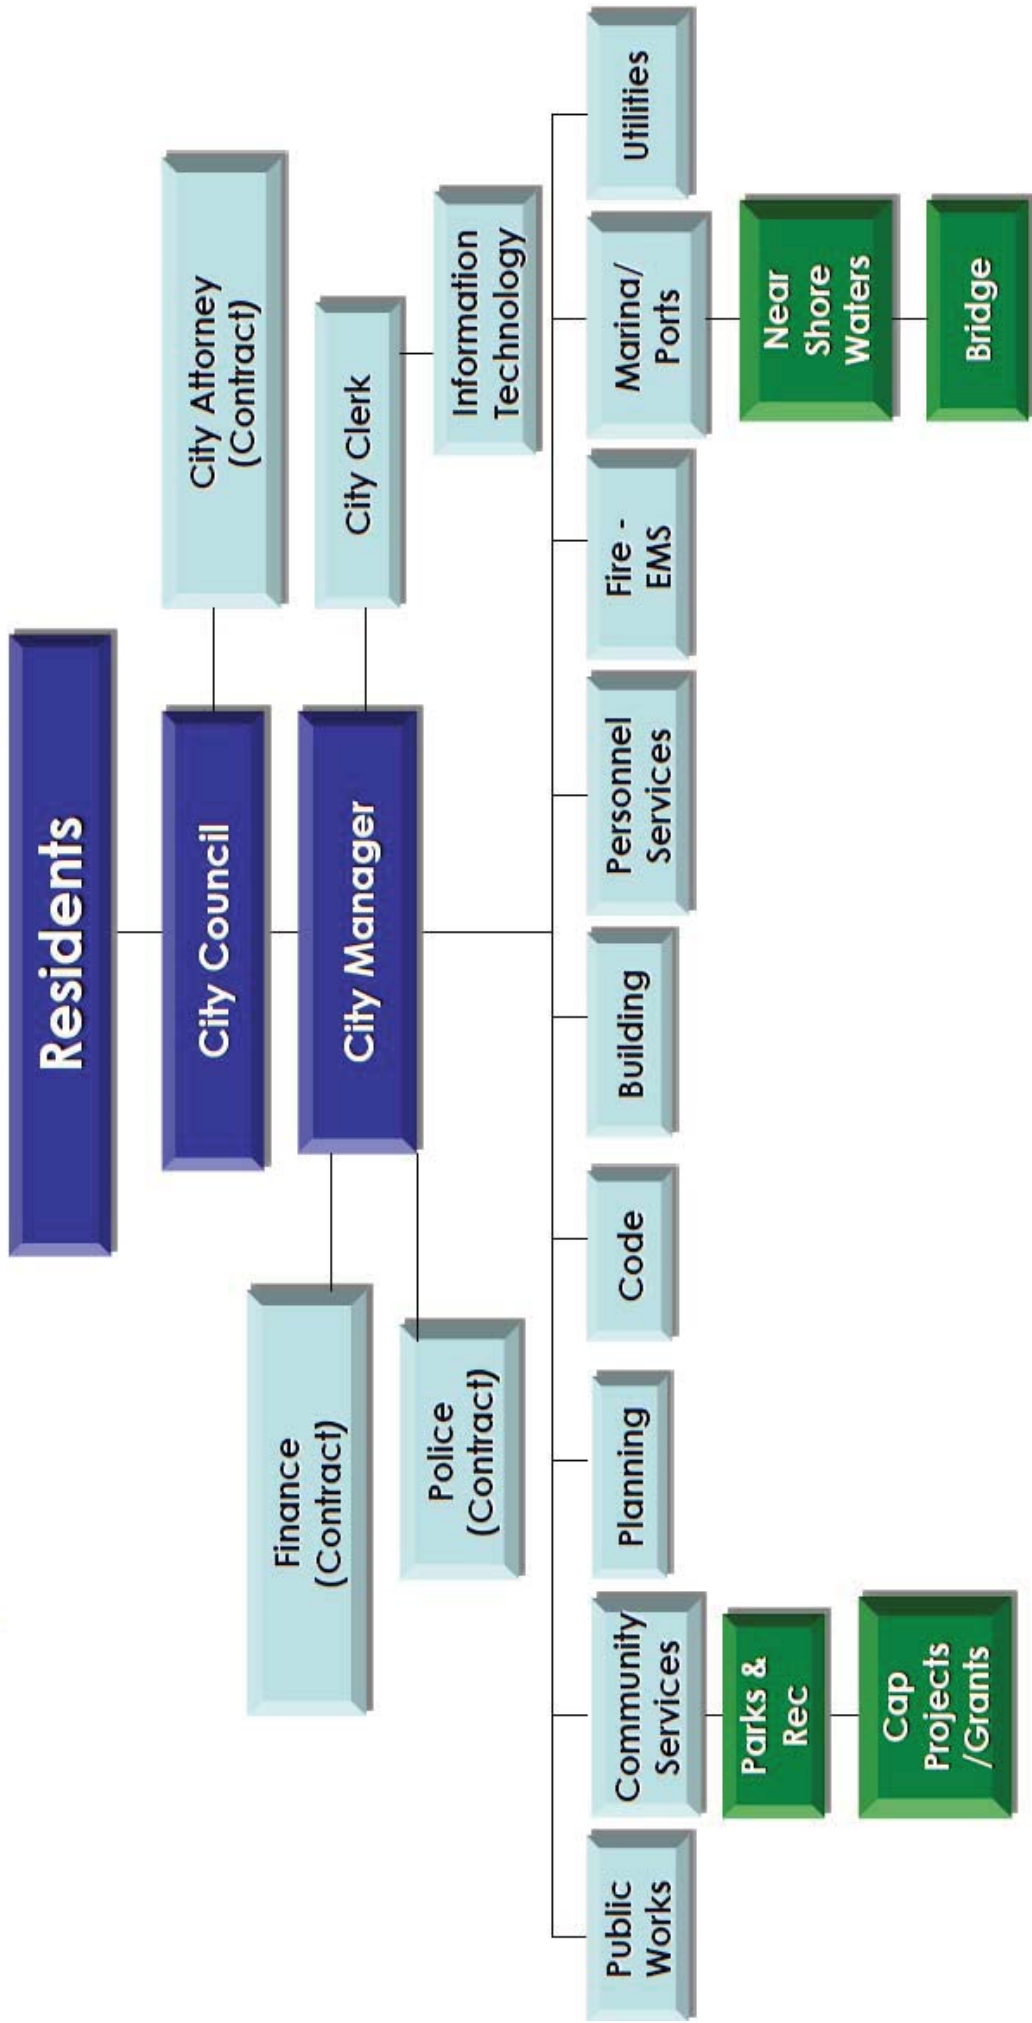 Residents
City Council
City Attorney
(Contract)
City Manager
City Clerk
Finance
(Contract)
Police
(Contract)
Information
Technology
Public
Works
Community
Services
Planning
Code
Building
Personnel
Services
Fire -
EMS
Marina/
Ports
Utilities
Parks &
Rec
Cap
Projects
/Grants
Near
Shore
Waters
Bridge